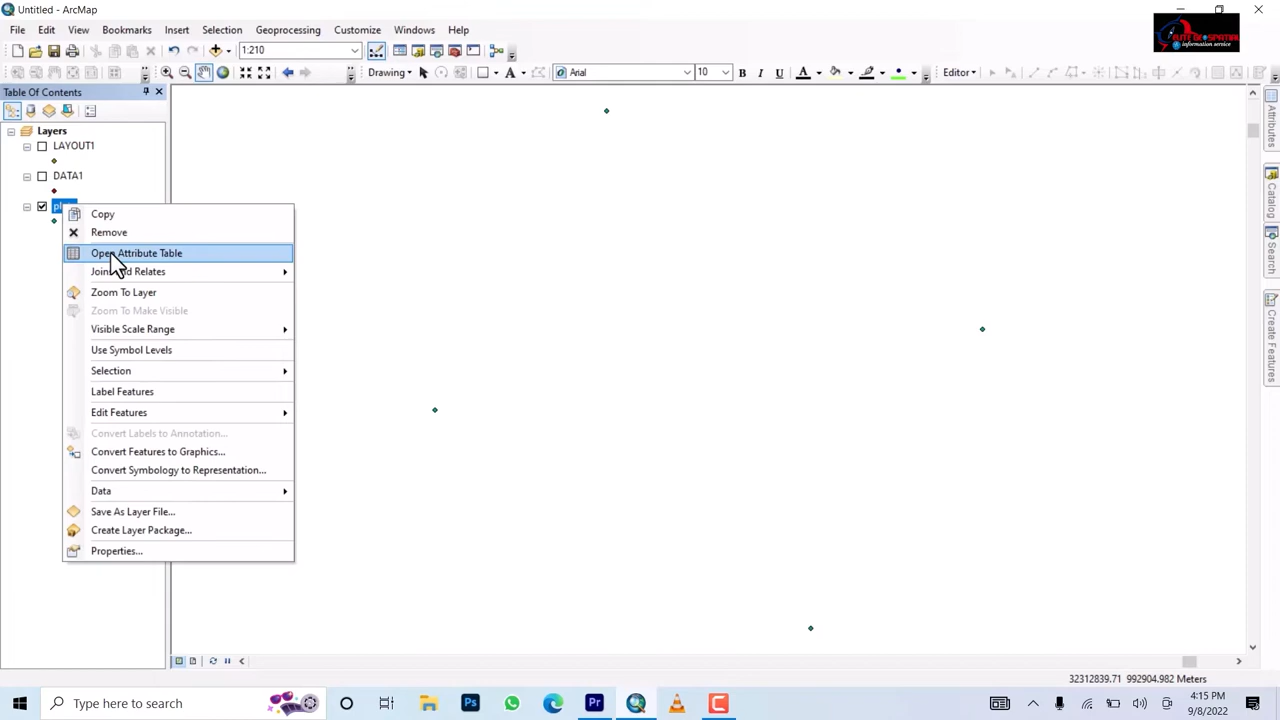 Untitled - ArcMap
File Edit View Bookmarks Insert Selection Geoprocessing Customize Windows Help
1:210
Drawing Arial 10 B I U A Editor
Table Of Contents
Layers
LAYOUT1
DATA1
Copy
Remove
Open Attribute Table
Joins and Relates
Zoom To Layer
Zoom To Make Visible
Visible Scale Range
Use Symbol Levels
Selection
Label Features
Edit Features
Convert Labels to Annotation...
Convert Features to Graphics...
Convert Symbology to Representation...
Data
Save As Layer File...
Create Layer Package...
Properties...
Attributes
Catalog
Search
Create Features
information service
32312839.71 992904.982 Meters
Type here to search
Ps
Pr
4:15 PM
9/8/2022